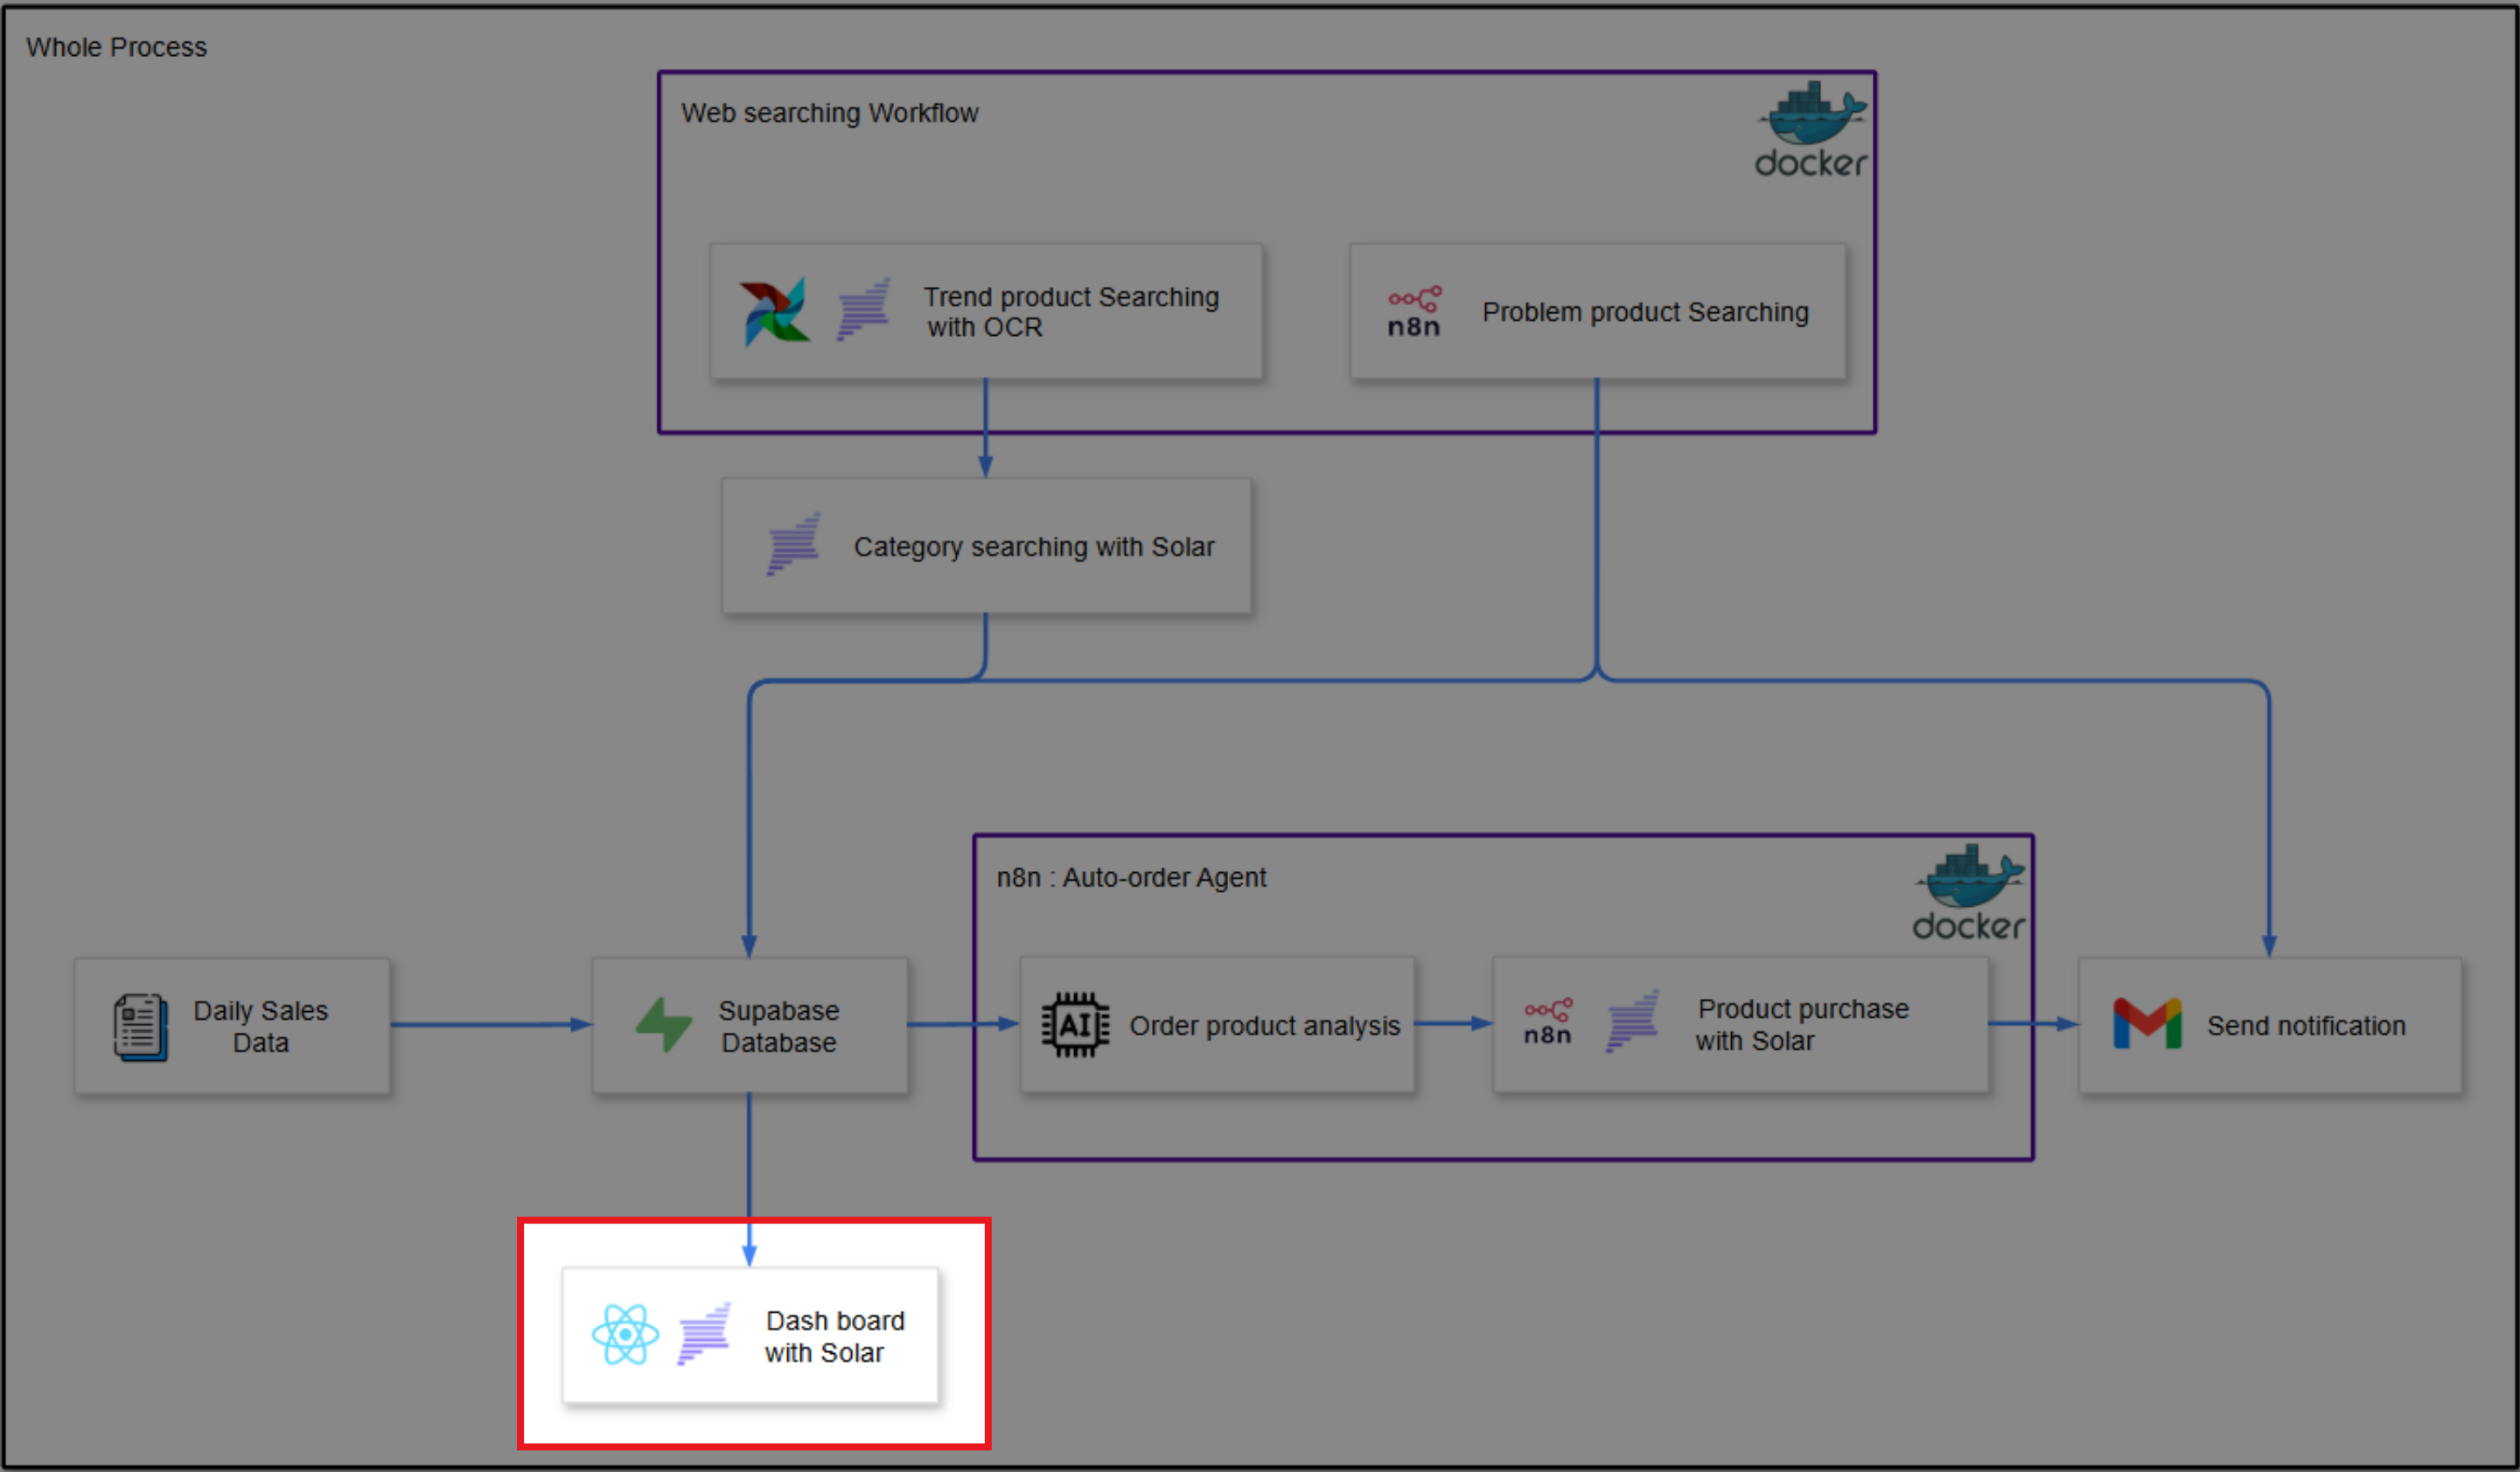 Whole Process
Web searching Workflow
docker
Trend product Searching
with OCR
n8n
Problem product Searching
Category searching with Solar
n8n : Auto-order Agent
docker
Daily Sales
Data
Supabase
Database
AI
Order product analysis
n8n
Product purchase
with Solar
Send notification
Dash board
with Solar